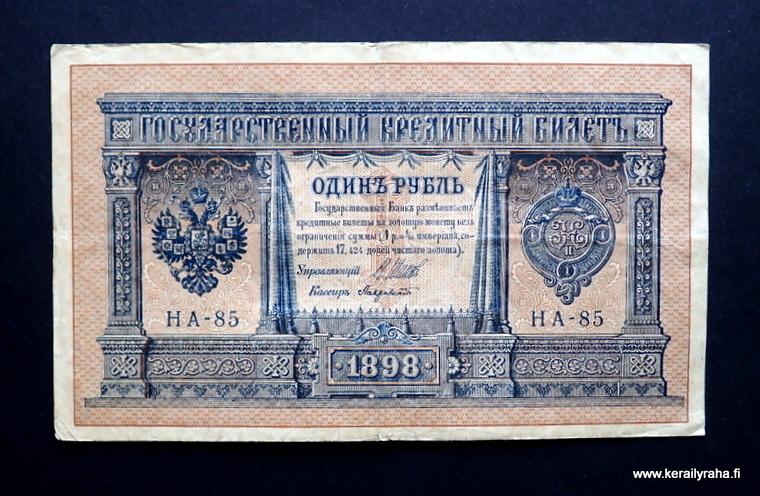 ГОСУДАРСТВЕННЫЙ КРЕДИТНЫЙ БИЛЕТЪ
ОДИНЪ РУБЛЬ
Государственный Банкъ размѣниваетъ
кредитные билеты на золотую монету безъ
ограниченія суммы (1 р.= 1/15 имперіала, со-
держитъ 17,424 долей чистаго золота).
Управляющій
Кассиръ
НА-85
НА-85
1898
www.kerailyraha.fi